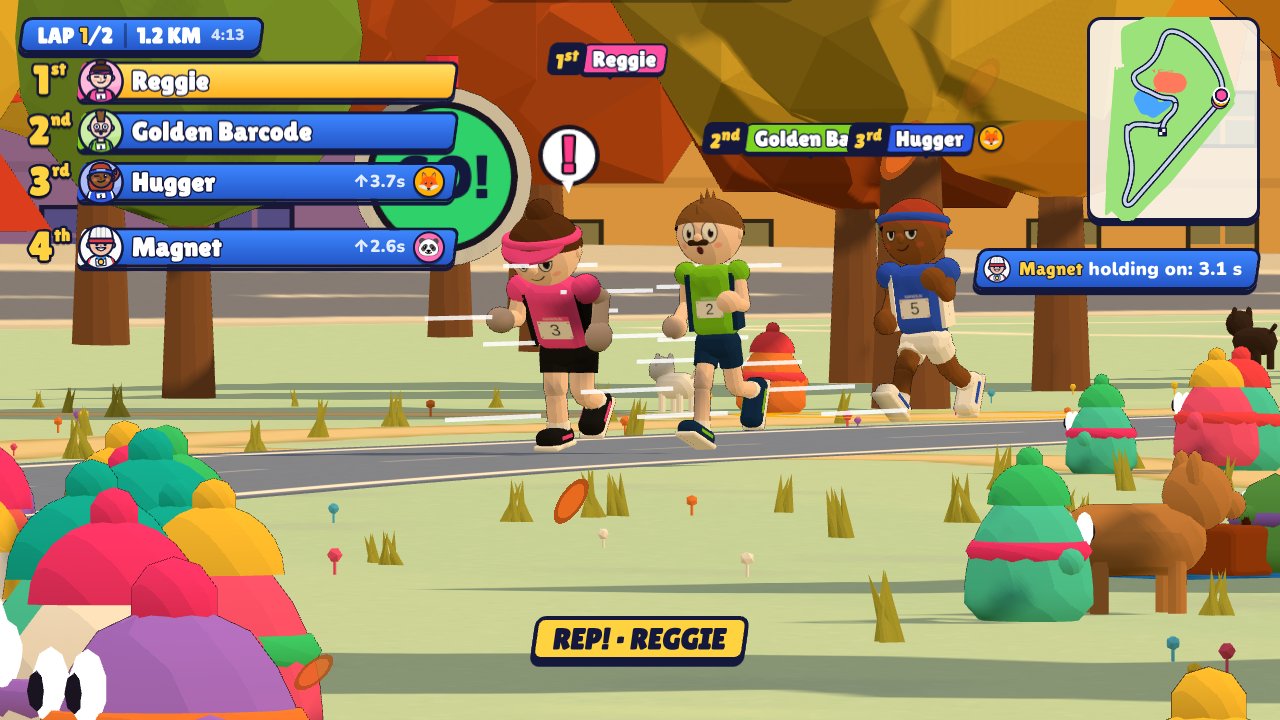 LAP 1/2 1.2 KM 4:13
1st Reggie
2nd Golden Barcode
3rd Hugger ↑3.7s
4th Magnet ↑2.6s
1st Reggie
!
2nd Golden Ba 3rd Hugger
Magnet holding on: 3.1 s
3
2
5
REP! · REGGIE